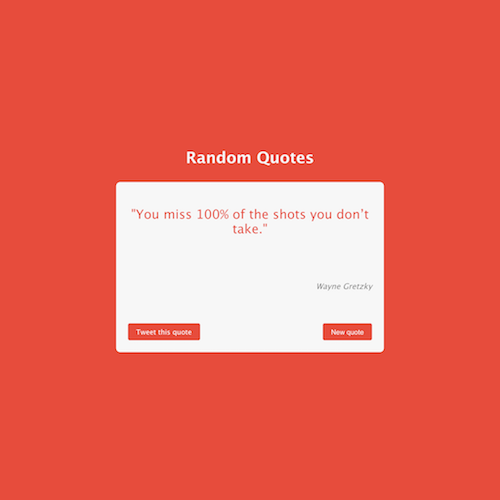 Random Quotes
"You miss 100% of the shots you don’t
take."
Wayne Gretzky
Tweet this quote
New quote